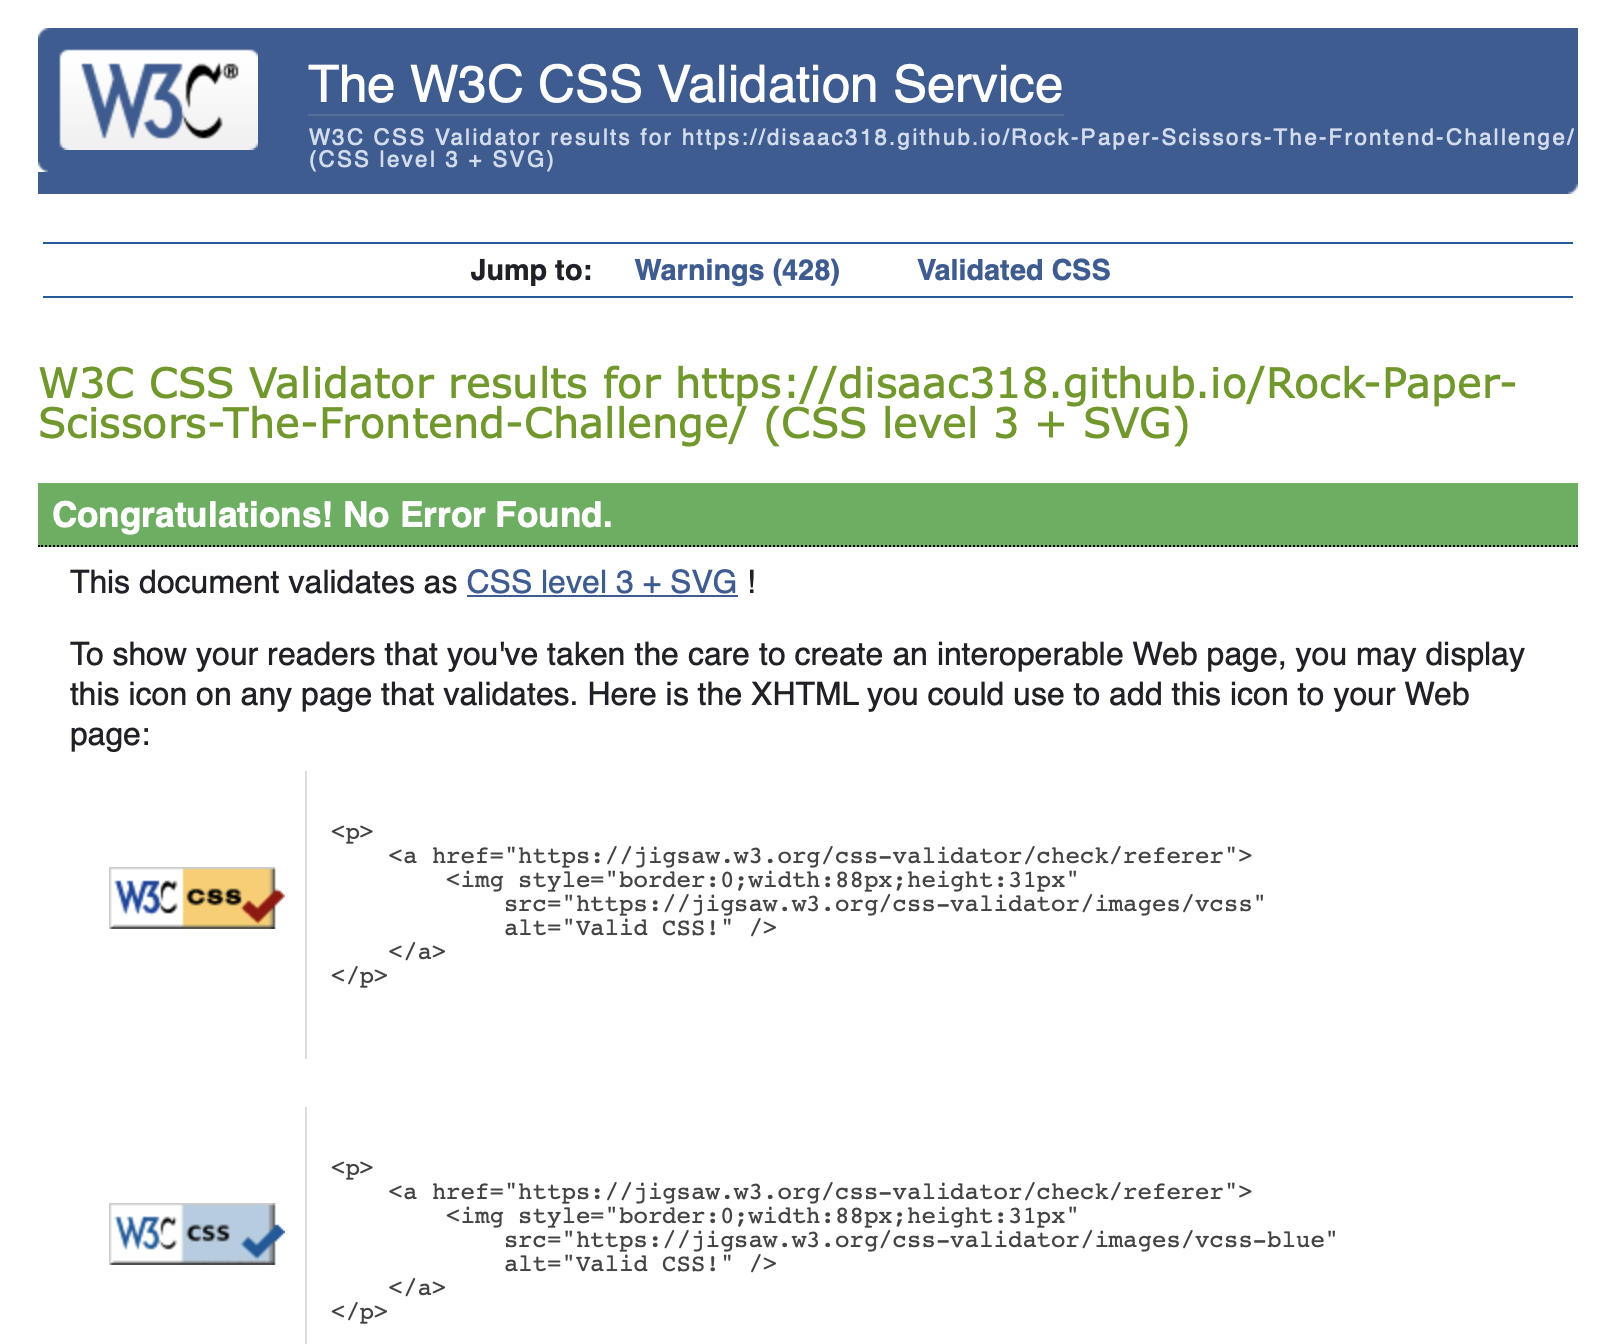 W3C®
The W3C CSS Validation Service
W3C CSS Validator results for https://disaac318.github.io/Rock-Paper-Scissors-The-Frontend-Challenge/
(CSS level 3 + SVG)
Jump to: Warnings (428) Validated CSS
W3C CSS Validator results for https://disaac318.github.io/Rock-Paper-
Scissors-The-Frontend-Challenge/ (CSS level 3 + SVG)
Congratulations! No Error Found.
This document validates as CSS level 3 + SVG !
To show your readers that you've taken the care to create an interoperable Web page, you may display
this icon on any page that validates. Here is the XHTML you could use to add this icon to your Web
page:
W3C css
<p>
    <a href="https://jigsaw.w3.org/css-validator/check/referer">
        <img style="border:0;width:88px;height:31px"
            src="https://jigsaw.w3.org/css-validator/images/vcss"
            alt="Valid CSS!" />
    </a>
</p>
W3C css
<p>
    <a href="https://jigsaw.w3.org/css-validator/check/referer">
        <img style="border:0;width:88px;height:31px"
            src="https://jigsaw.w3.org/css-validator/images/vcss-blue"
            alt="Valid CSS!" />
    </a>
</p>